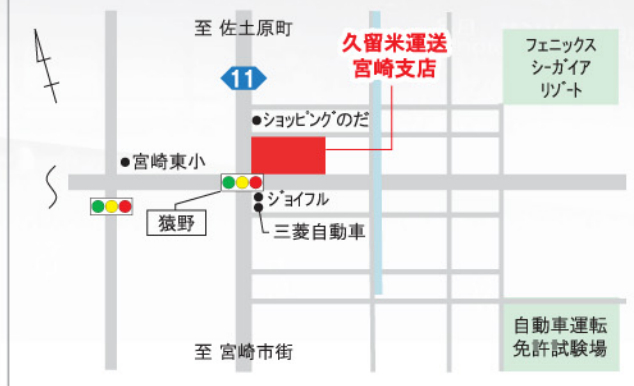 至 佐土原町
久留米運送
宮崎支店
フェニックス
シーガイア
リゾート
11
●ショッピングのだ
●宮崎東小
猿野
ジョイフル
三菱自動車
自動車運転
免許試験場
至 宮崎市街